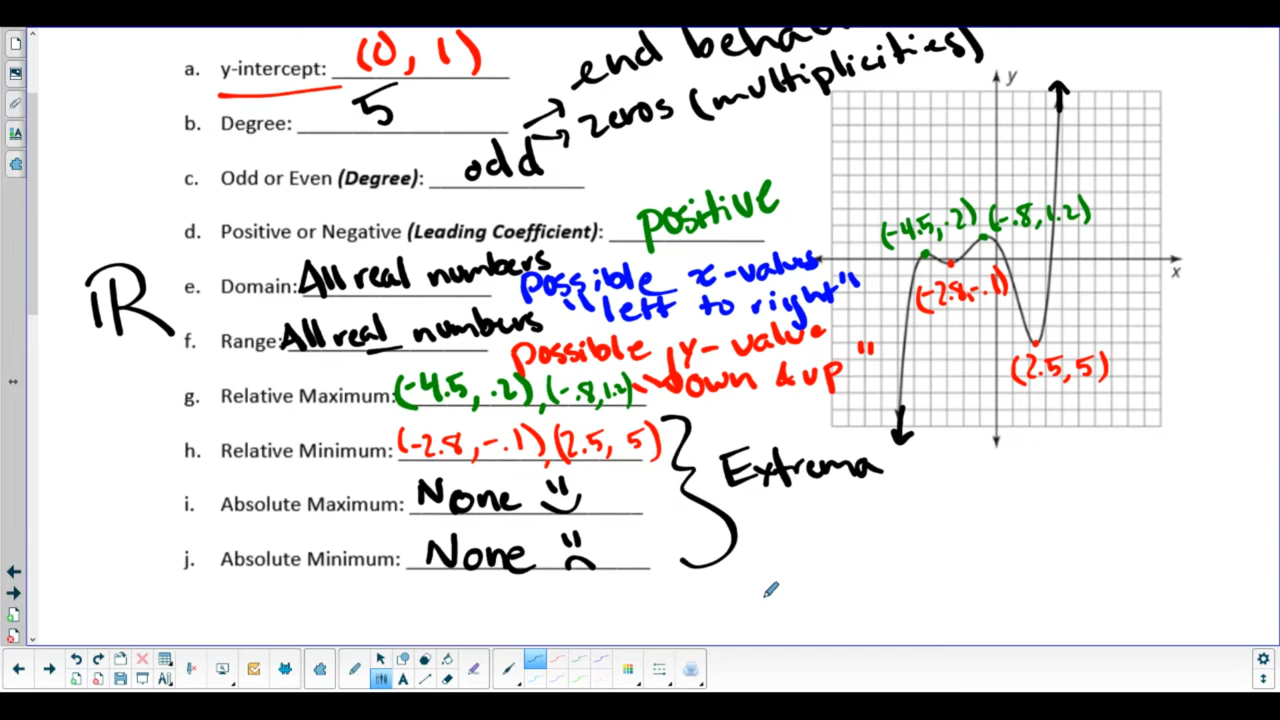 end behav
zeros (multiplicities)
a. y-intercept: (0, 1)
b. Degree: 5
c. Odd or Even (Degree): odd
d. Positive or Negative (Leading Coefficient): positive
e. Domain: All real numbers
possible x-values
"left to right"
ℝ
f. Range: All real numbers
possible y-value
"down & up"
g. Relative Maximum: (-4.5, .2), (-.8, 1.2)
h. Relative Minimum: (-2.8, -.1), (2.5, 5)
i. Absolute Maximum: None
j. Absolute Minimum: None
Extrema
y
(-4.5, .2) (-.8, 1.2)
x
(-2.8, -.1)
(2.5, 5)